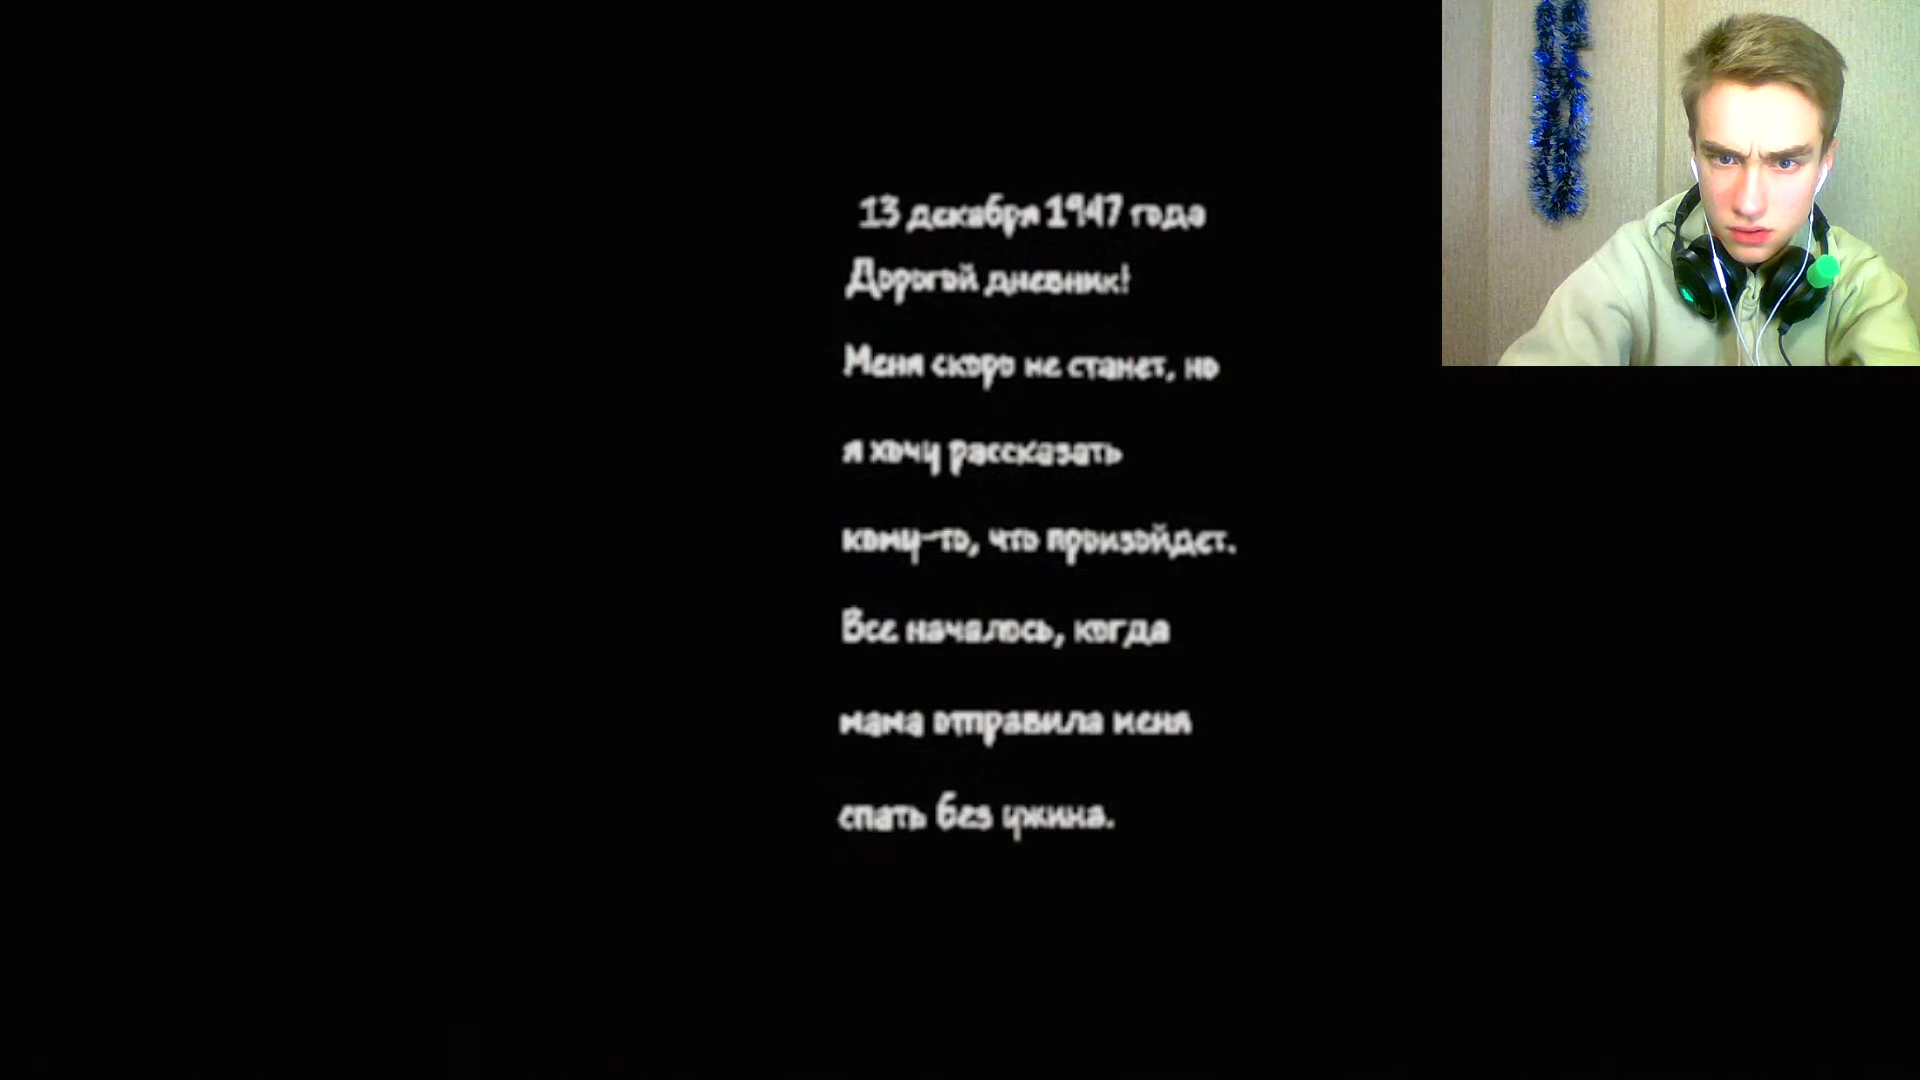 13 декабря 1947 года
Дорогой дневник!
Меня скоро не станет, но
я хочу рассказать
кому-то, что произойдет.
Все началось, когда
мама отправила меня
спать без ужина.